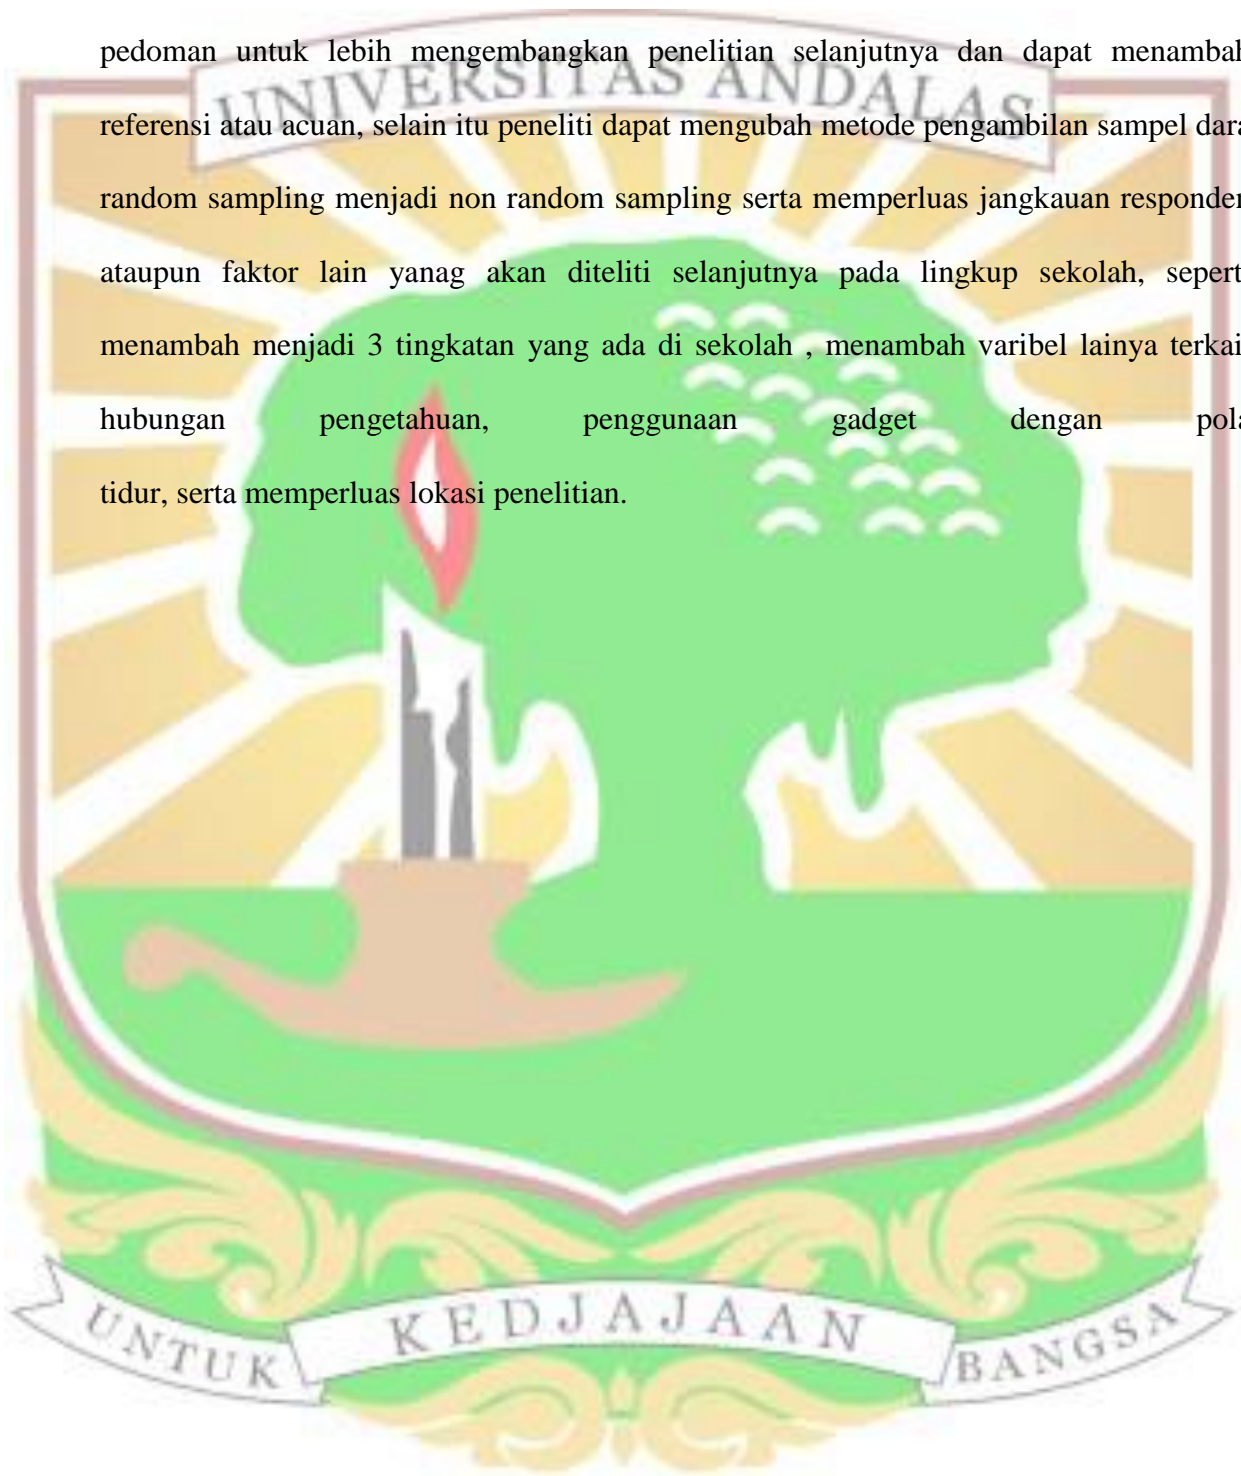 pedoman untuk lebih mengembangkan penelitian selanjutnya dan dapat menambah
UNIVERSITAS ANDALAS
referensi atau acuan, selain itu peneliti dapat mengubah metode pengambilan sampel dara
random sampling menjadi non random sampling serta memperluas jangkauan responden
ataupun faktor lain yanag akan diteliti selanjutnya pada lingkup sekolah, sepert
menambah menjadi 3 tingkatan yang ada di sekolah , menambah varibel lainya terkai
hubungan pengetahuan, penggunaan gadget dengan pola
tidur, serta memperluas lokasi penelitian.
UNTUK KEDJAJAAN BANGSA